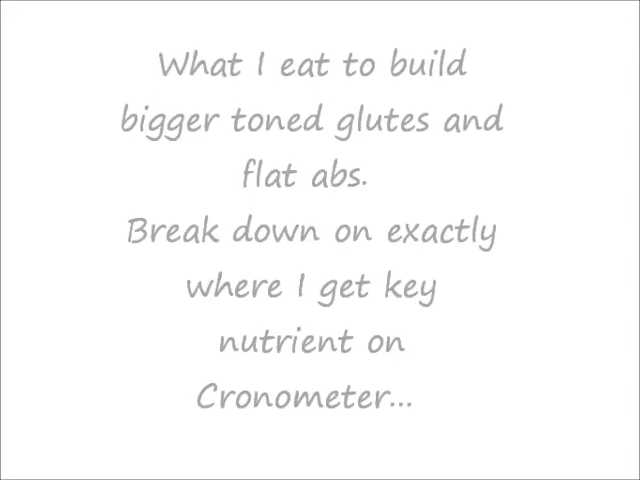 What I eat to build
bigger toned glutes and
flat abs.
Break down on exactly
where I get key
nutrient on
Cronometer...